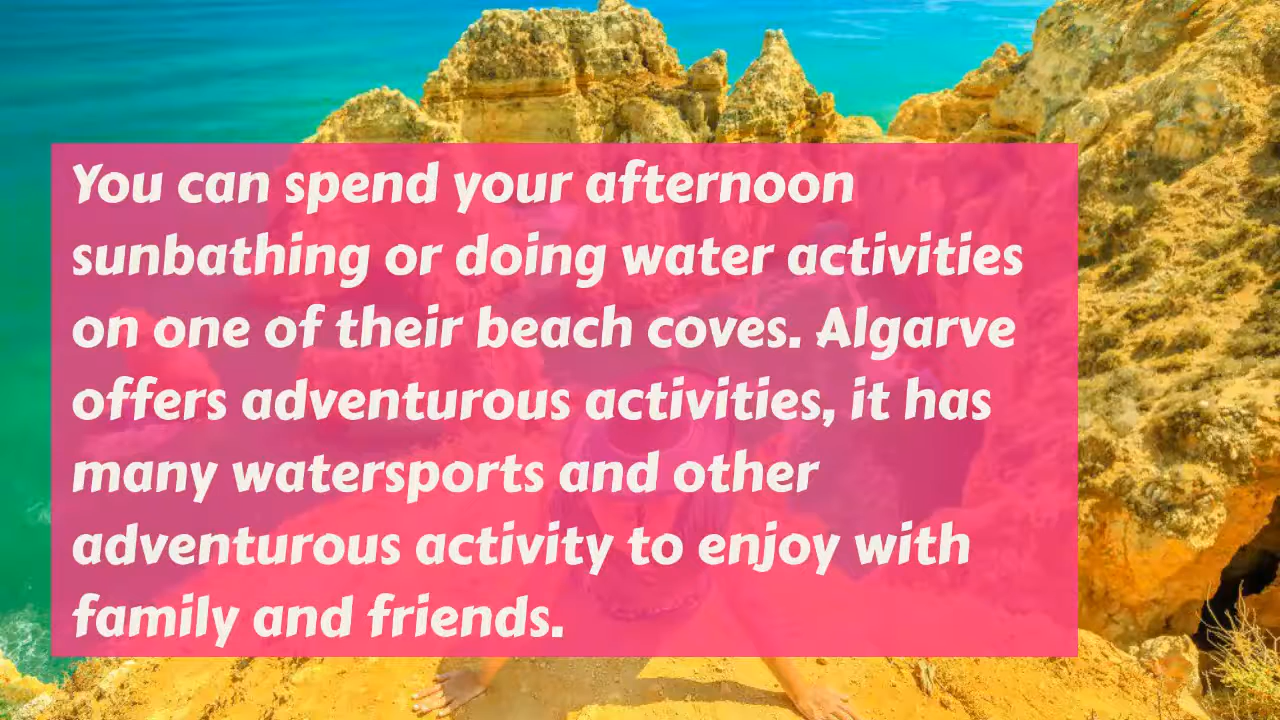 You can spend your afternoon
sunbathing or doing water activities
on one of their beach coves. Algarve
offers adventurous activities, it has
many watersports and other
adventurous activity to enjoy with
family and friends.